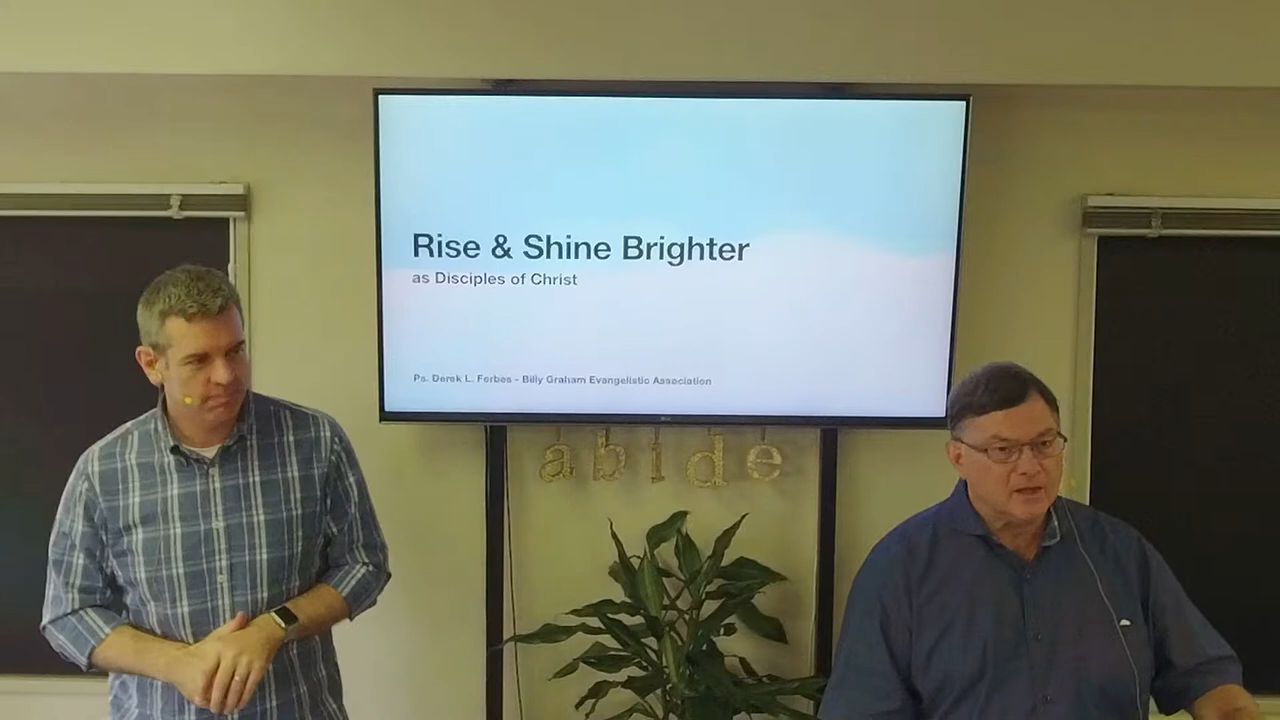 Rise & Shine Brighter
as Disciples of Christ
Ps. Derek L. Forbes - Billy Graham Evangelistic Association
abide